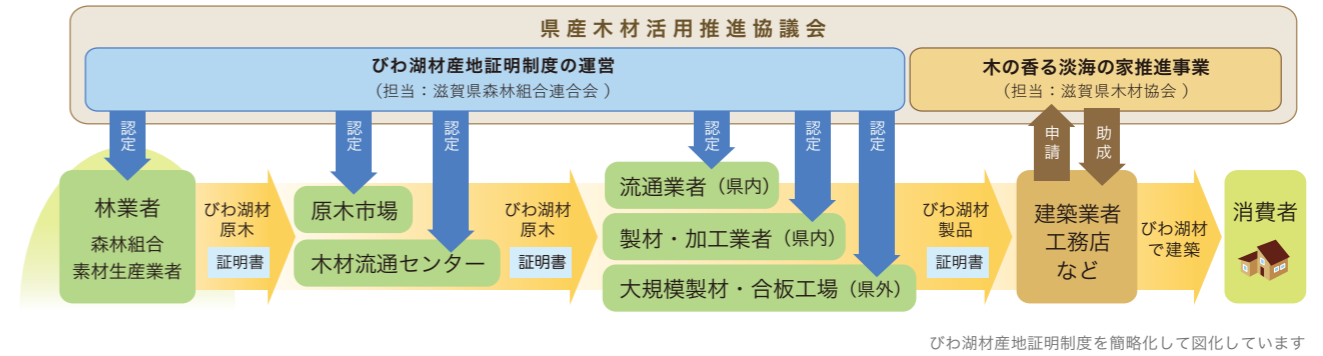 県産木材活用推進協議会
びわ湖材産地証明制度の運営
（担当：滋賀県森林組合連合会 ）
木の香る淡海の家推進事業
（担当：滋賀県木材協会 ）
認定
認定
認定
認定
認定
認定
申請
助成
林業者
森林組合
素材生産業者
びわ湖材
原木
証明書
原木市場
木材流通センター
びわ湖材
原木
証明書
流通業者（県内）
製材・加工業者（県内）
大規模製材・合板工場（県外）
びわ湖材
製品
証明書
建築業者
工務店
など
びわ湖材
で建築
消費者
びわ湖材産地証明制度を簡略化して図化しています